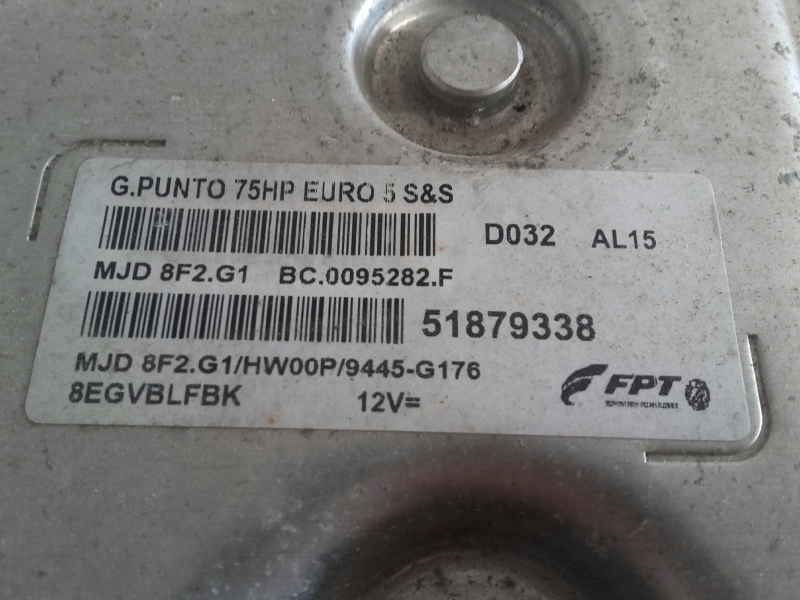 G.PUNTO 75HP EURO 5 S&S
D032 AL15
MJD 8F2.G1 BC.0095282.F
51879338
MJD 8F2.G1/HW00P/9445-G176
8EGVBLFBK 12V=
FPT